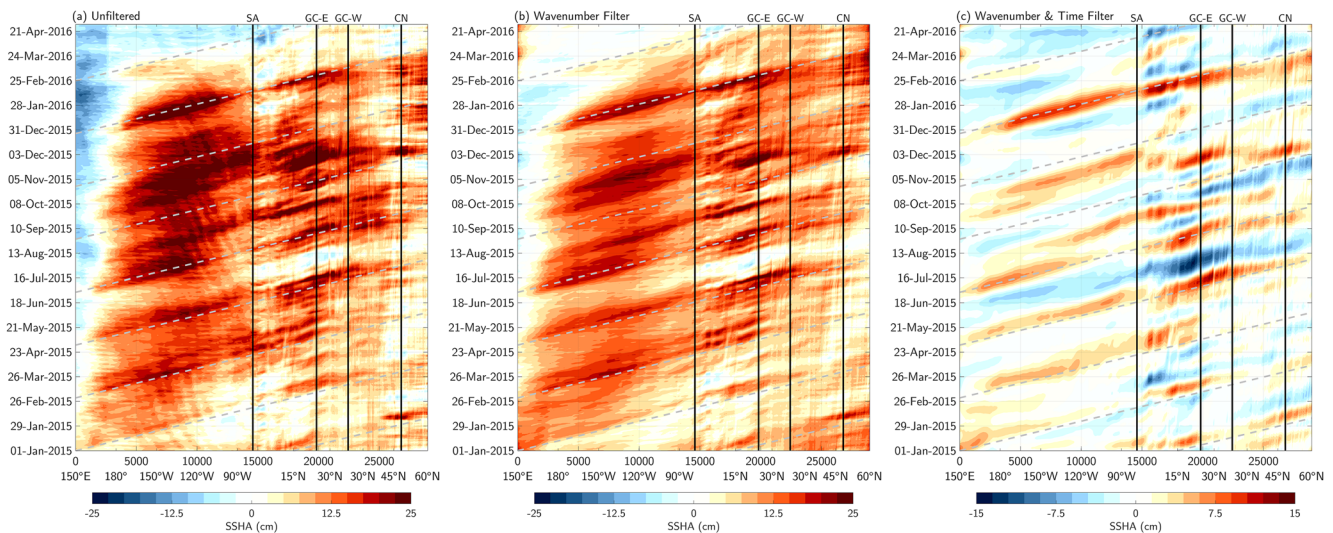 (a) Unfiltered
SA GC-E GC-W CN
21-Apr-2016
24-Mar-2016
25-Feb-2016
28-Jan-2016
31-Dec-2015
03-Dec-2015
05-Nov-2015
08-Oct-2015
10-Sep-2015
13-Aug-2015
16-Jul-2015
18-Jun-2015
21-May-2015
23-Apr-2015
26-Mar-2015
26-Feb-2015
29-Jan-2015
01-Jan-2015
0 5000 10000 15000 20000 25000
150°E 180° 150°W 120°W 90°W 15°N 30°N 45°N 60°N
-25 -12.5 0 12.5 25
SSHA (cm)
(b) Wavenumber Filter
SA GC-E GC-W CN
21-Apr-2016
24-Mar-2016
25-Feb-2016
28-Jan-2016
31-Dec-2015
03-Dec-2015
05-Nov-2015
08-Oct-2015
10-Sep-2015
13-Aug-2015
16-Jul-2015
18-Jun-2015
21-May-2015
23-Apr-2015
26-Mar-2015
26-Feb-2015
29-Jan-2015
01-Jan-2015
0 5000 10000 15000 20000 25000
150°E 180° 150°W 120°W 90°W 15°N 30°N 45°N 60°N
-25 -12.5 0 12.5 25
SSHA (cm)
(c) Wavenumber & Time Filter
SA GC-E GC-W CN
21-Apr-2016
24-Mar-2016
25-Feb-2016
28-Jan-2016
31-Dec-2015
03-Dec-2015
05-Nov-2015
08-Oct-2015
10-Sep-2015
13-Aug-2015
16-Jul-2015
18-Jun-2015
21-May-2015
23-Apr-2015
26-Mar-2015
26-Feb-2015
29-Jan-2015
01-Jan-2015
0 5000 10000 15000 20000 25000
150°E 180° 150°W 120°W 90°W 15°N 30°N 45°N 60°N
-15 -7.5 0 7.5 15
SSHA (cm)